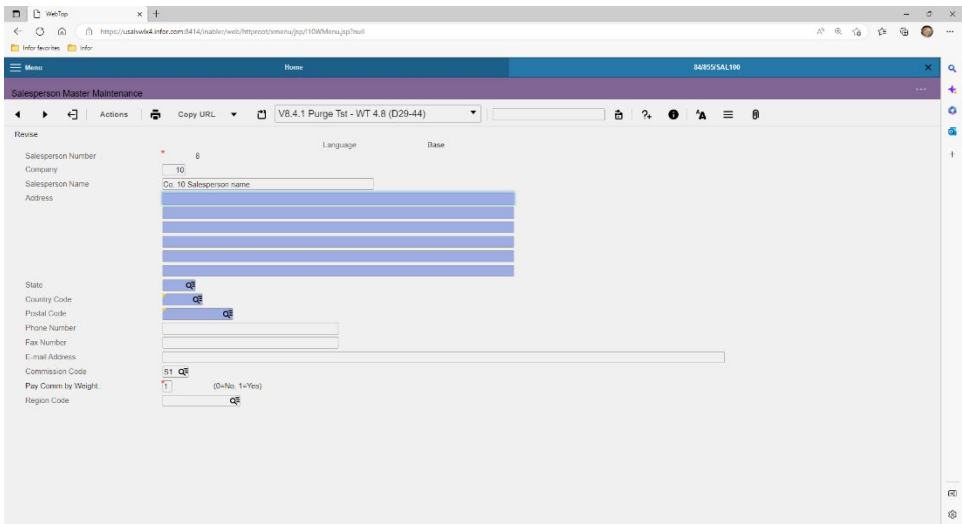 WebTop
https://usalvwlx4.infor.com:8414/inabler/web/httproot/xmenu/jsp/I10WMenu.jsp?null
Infor favorites Infor
Menu Home 84/855/SAL100
Salesperson Master Maintenance
Actions Copy URL V8.4.1 Purge Tst - WT 4.8 (D29-44)
Revise
Language Base
Salesperson Number * 8
Company 10
Salesperson Name Co. 10 Salesperson name
Address
State
Country Code
Postal Code
Phone Number
Fax Number
E-mail Address
Commission Code S1
Pay Comm by Weight. * 1 (0=No, 1=Yes)
Region Code